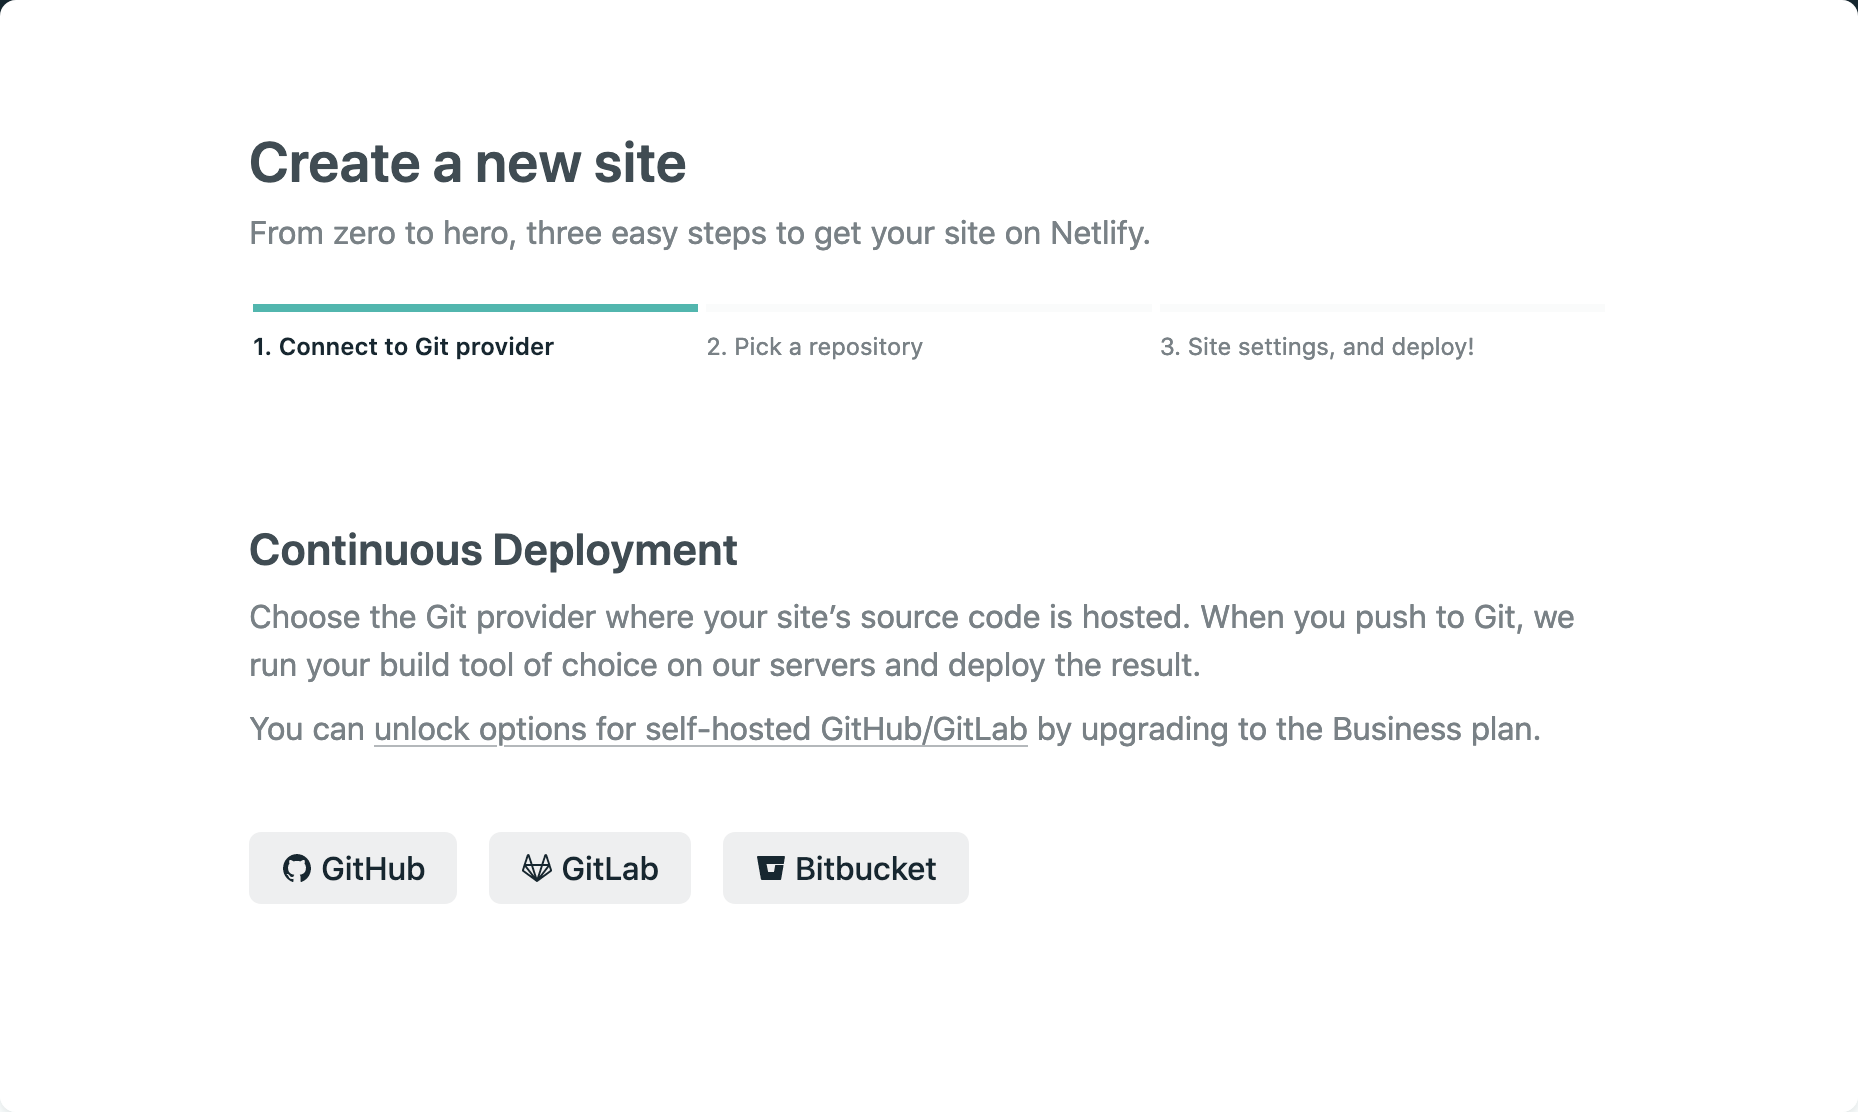 Create a new site
From zero to hero, three easy steps to get your site on Netlify.
1. Connect to Git provider
2. Pick a repository
3. Site settings, and deploy!
Continuous Deployment
Choose the Git provider where your site’s source code is hosted. When you push to Git, we
run your build tool of choice on our servers and deploy the result.
You can unlock options for self-hosted GitHub/GitLab by upgrading to the Business plan.
GitHub
GitLab
Bitbucket